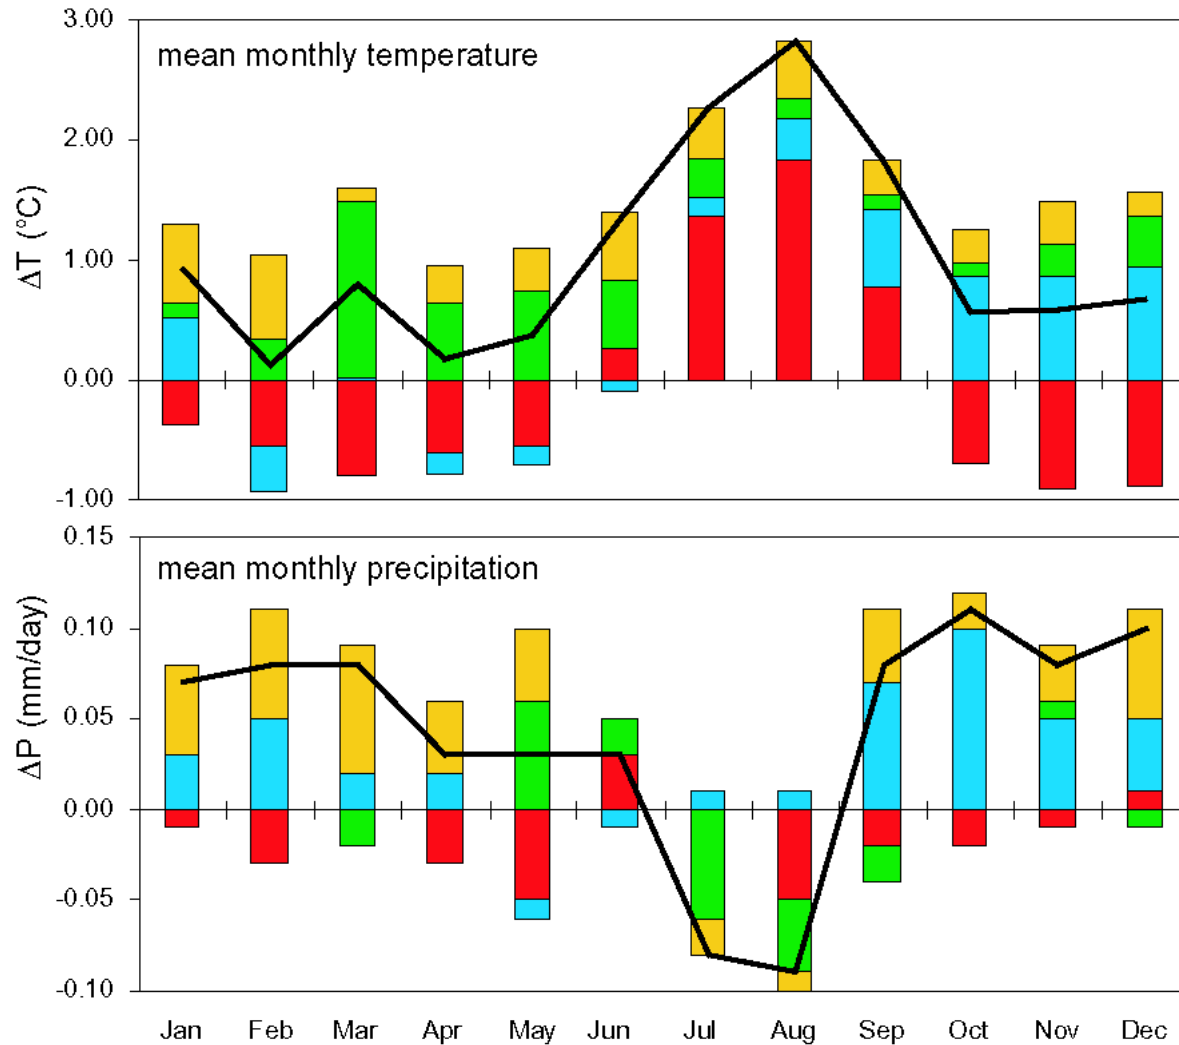 3.00
mean monthly temperature
2.00
ΔT (°C)
1.00
0.00
-1.00
0.15
mean monthly precipitation
0.10
ΔP (mm/day)
0.05
0.00
-0.05
-0.10
Jan Feb Mar Apr May Jun Jul Aug Sep Oct Nov Dec